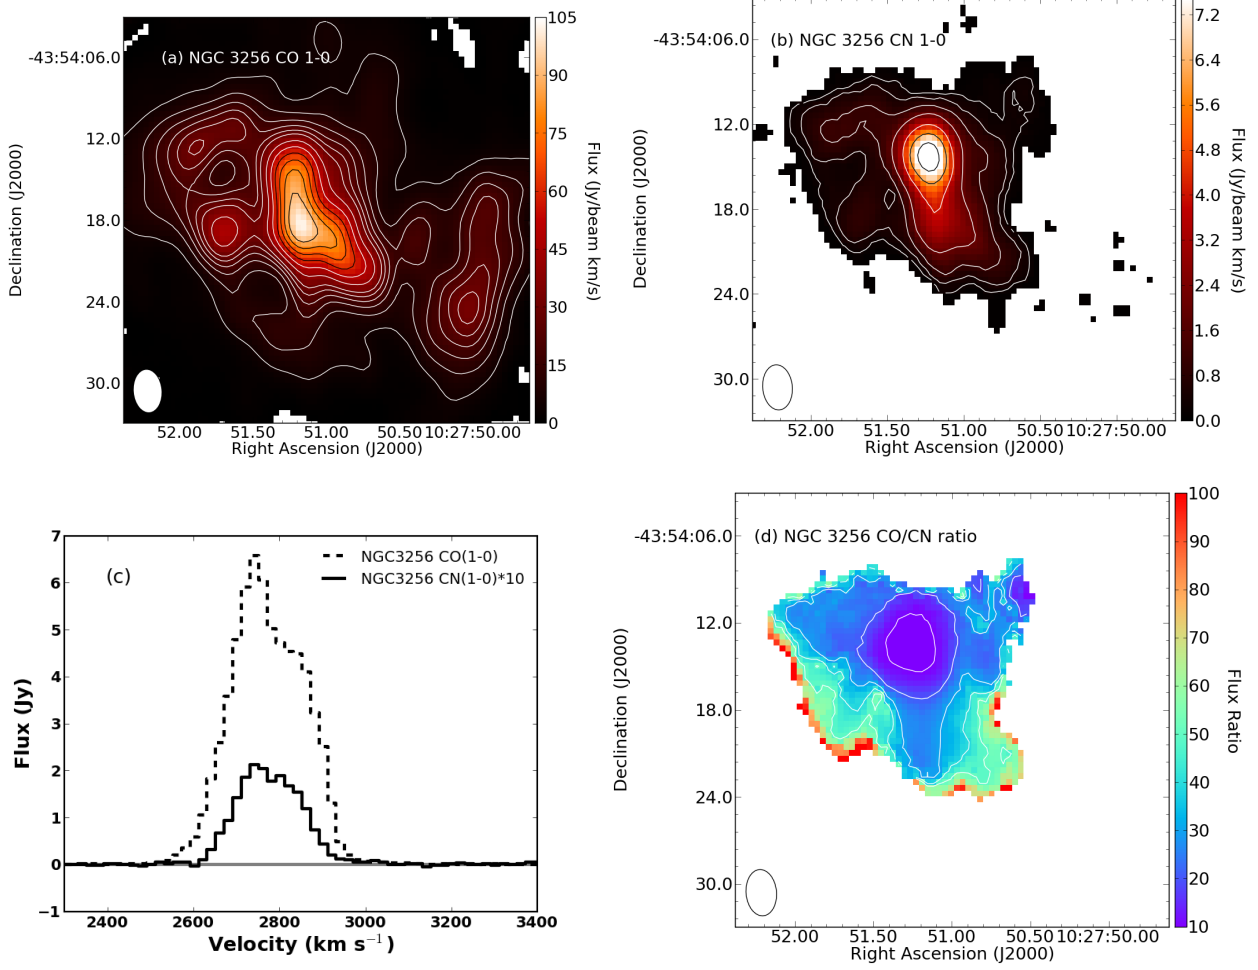 (a) NGC 3256 CO 1-0
-43:54:06.0
12.0
18.0
24.0
30.0
Declination (J2000)
52.00 51.50 51.00 50.50 10:27:50.00
Right Ascension (J2000)
105
90
75
60
45
30
15
0
Flux (Jy/beam km/s)
(b) NGC 3256 CN 1-0
-43:54:06.0
12.0
18.0
24.0
30.0
Declination (J2000)
52.00 51.50 51.00 50.50 10:27:50.00
Right Ascension (J2000)
7.2
6.4
5.6
4.8
4.0
3.2
2.4
1.6
0.8
0.0
Flux (Jy/beam km/s)
(c)
NGC3256 CO(1-0)
NGC3256 CN(1-0)*10
7
6
5
4
3
2
1
0
−1
Flux (Jy)
2400 2600 2800 3000 3200 3400
Velocity (km s⁻¹)
(d) NGC 3256 CO/CN ratio
-43:54:06.0
12.0
18.0
24.0
30.0
Declination (J2000)
52.00 51.50 51.00 50.50 10:27:50.00
Right Ascension (J2000)
100
90
80
70
60
50
40
30
20
10
Flux Ratio